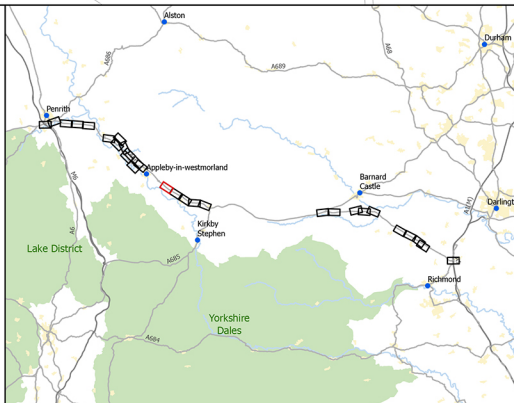 Alston
Durham
A686
A68
A689
Penrith
Appleby-in-westmorland
Barnard
Castle
M6
A6
A1(M)
Darlingt
Kirkby
Stephen
Lake District
A685
Richmond
Yorkshire
Dales
A684